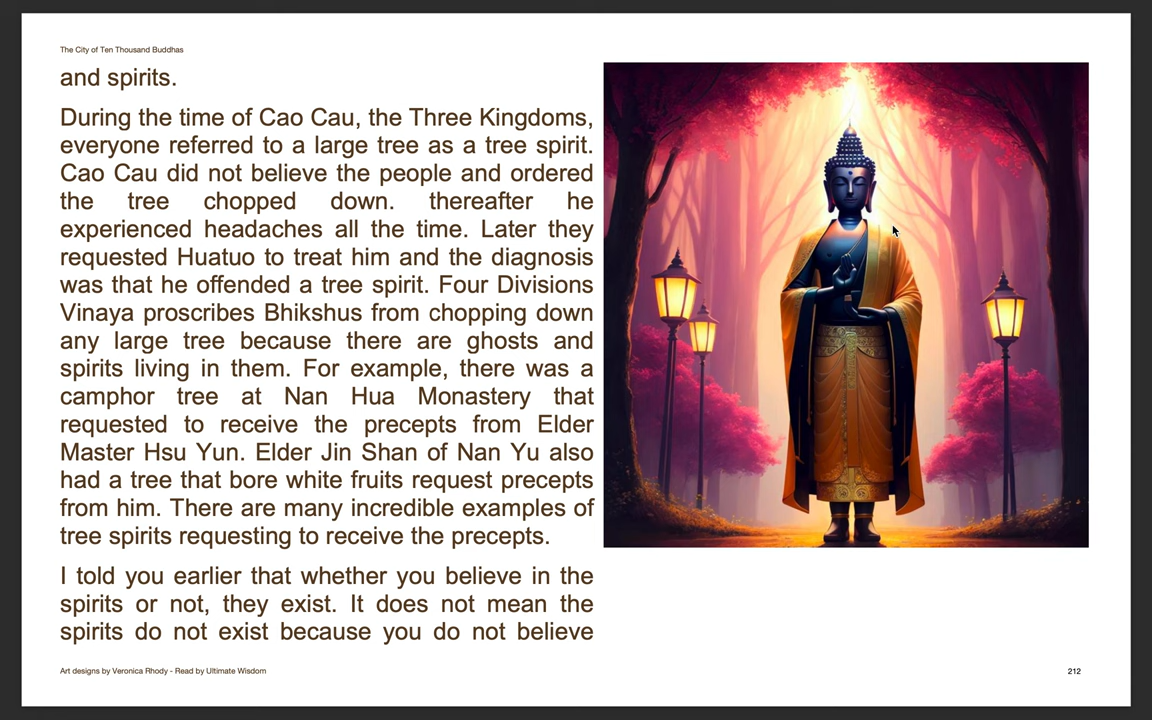 The City of Ten Thousand Buddhas
and spirits.
During the time of Cao Cau, the Three Kingdoms,
everyone referred to a large tree as a tree spirit.
Cao Cau did not believe the people and ordered
the tree chopped down. thereafter he
experienced headaches all the time. Later they
requested Huatuo to treat him and the diagnosis
was that he offended a tree spirit. Four Divisions
Vinaya proscribes Bhikshus from chopping down
any large tree because there are ghosts and
spirits living in them. For example, there was a
camphor tree at Nan Hua Monastery that
requested to receive the precepts from Elder
Master Hsu Yun. Elder Jin Shan of Nan Yu also
had a tree that bore white fruits request precepts
from him. There are many incredible examples of
tree spirits requesting to receive the precepts.
I told you earlier that whether you believe in the
spirits or not, they exist. It does not mean the
spirits do not exist because you do not believe
Art designs by Veronica Rhody - Read by Ultimate Wisdom
212